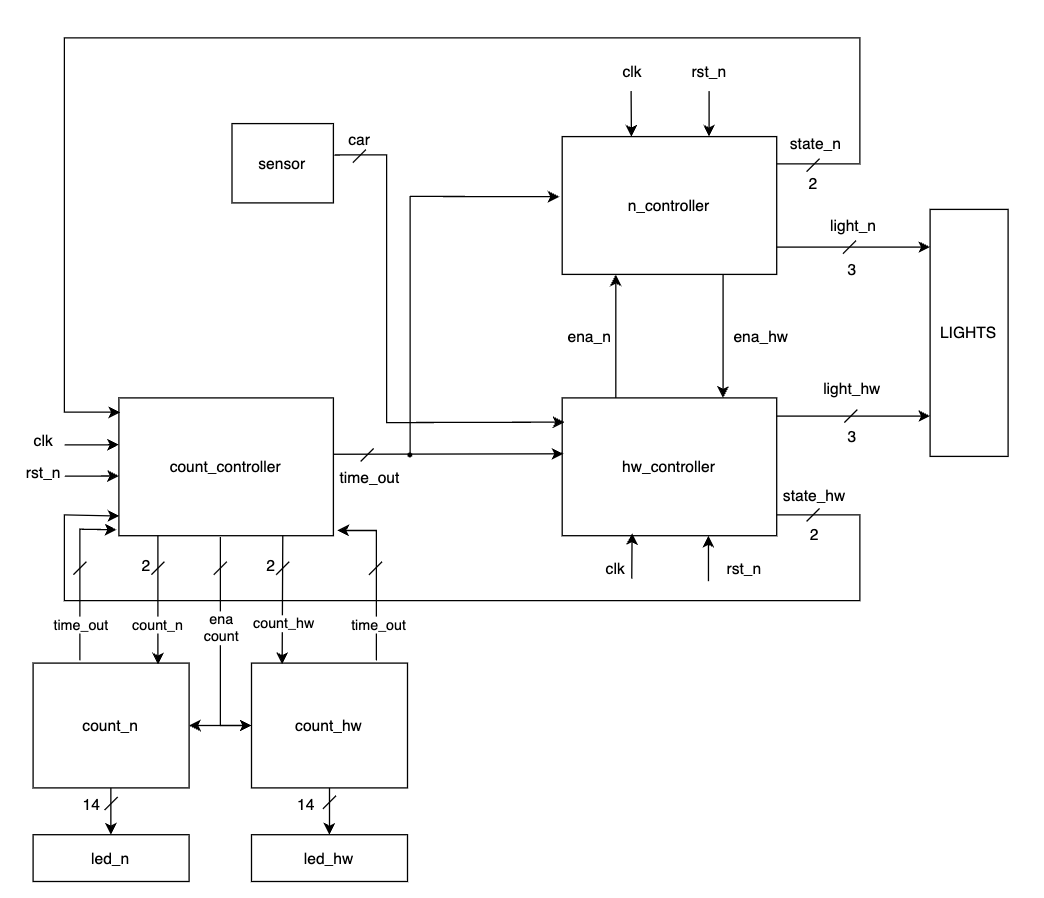 clk
rst_n
car
sensor
state_n
2
n_controller
light_n
3
LIGHTS
ena_n
ena_hw
light_hw
3
clk
rst_n
count_controller
time_out
hw_controller
state_hw
2
clk
rst_n
2
2
time_out
count_n
ena
count
count_hw
time_out
count_n
count_hw
14
14
led_n
led_hw